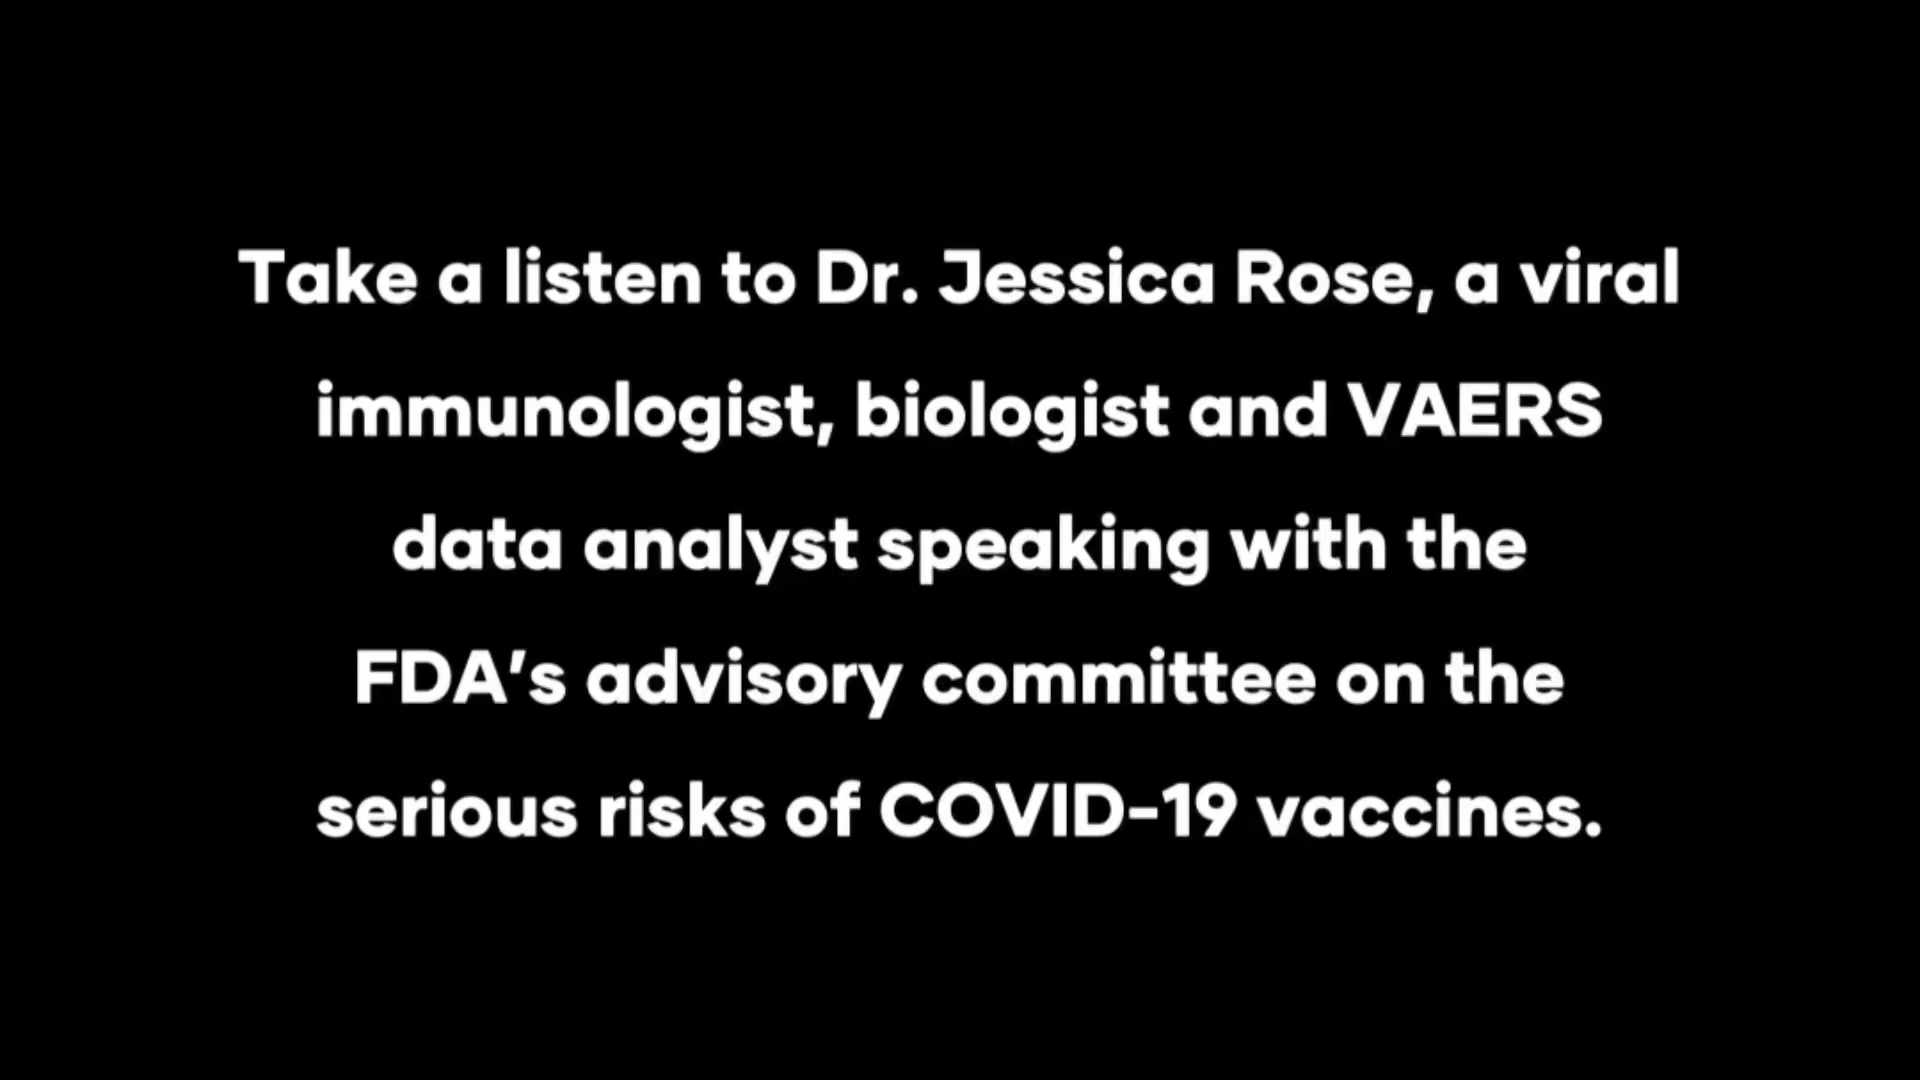 Take a listen to Dr. Jessica Rose, a viral
immunologist, biologist and VAERS
data analyst speaking with the
FDA’s advisory committee on the
serious risks of COVID-19 vaccines.